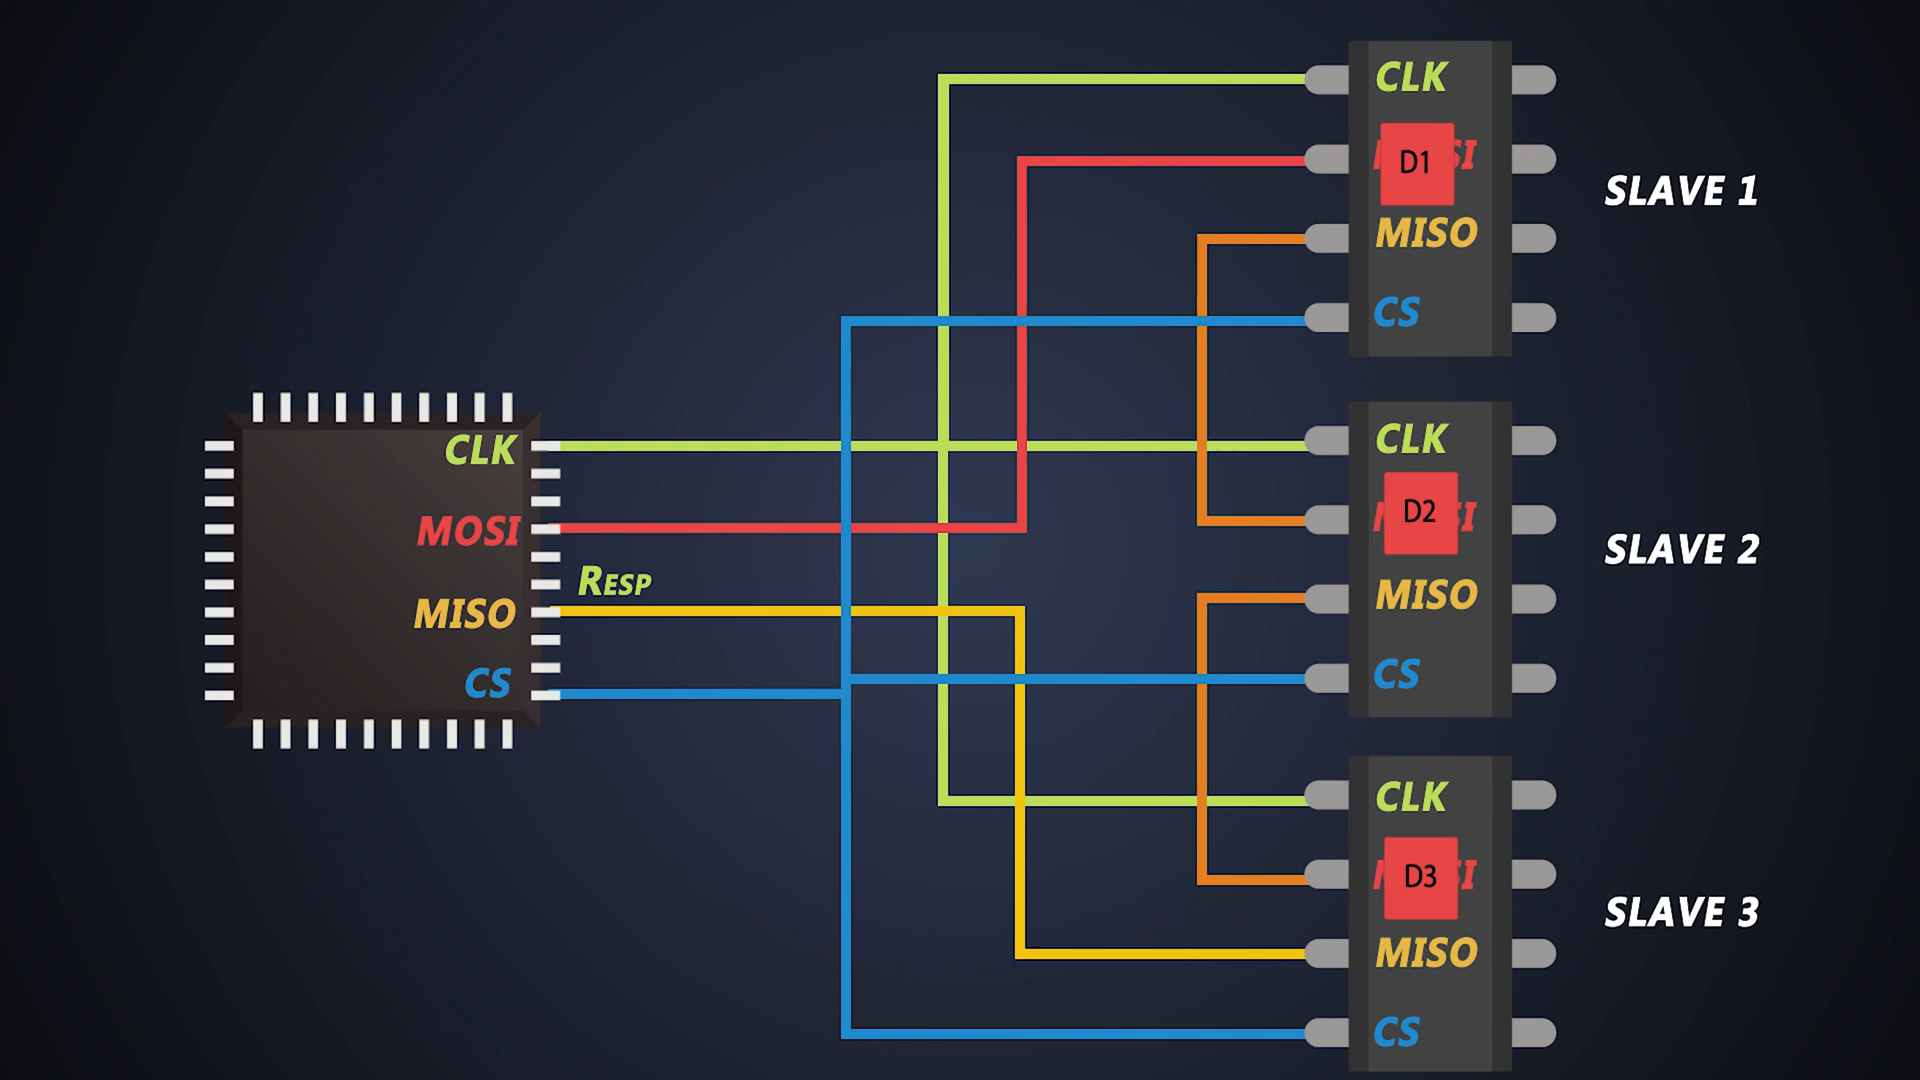 CLK
MOSI
RESP
MISO
CS
CLK
D1
MISO
CS
SLAVE 1
CLK
D2
MISO
CS
SLAVE 2
CLK
D3
MISO
CS
SLAVE 3